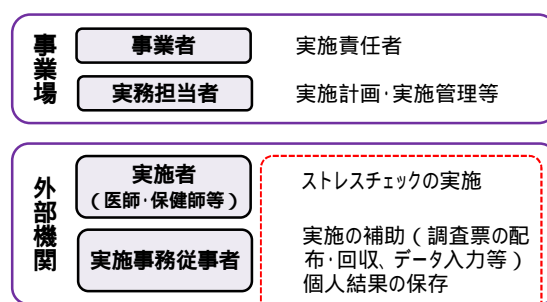 事業場
事業者
実施責任者
実務担当者
実施計画･実施管理等
外部機関
実施者
（医師･保健師等）
ストレスチェックの実施
実施事務従事者
実施の補助（調査票の配
布･回収、データ入力等）
個人結果の保存